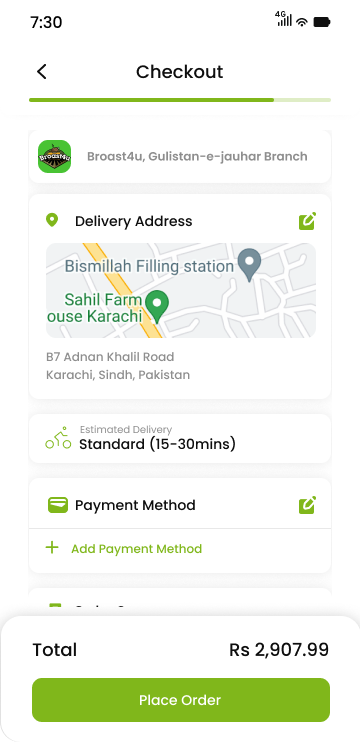 7:30
4G
Checkout
Broast4u
Broast4u, Gulistan-e-jauhar Branch
Delivery Address
Bismillah Filling station
Sahil Farm
ouse Karachi
B7 Adnan Khalil Road
Karachi, Sindh, Pakistan
Estimated Delivery
Standard (15-30mins)
Payment Method
Add Payment Method
Total
Rs 2,907.99
Place Order